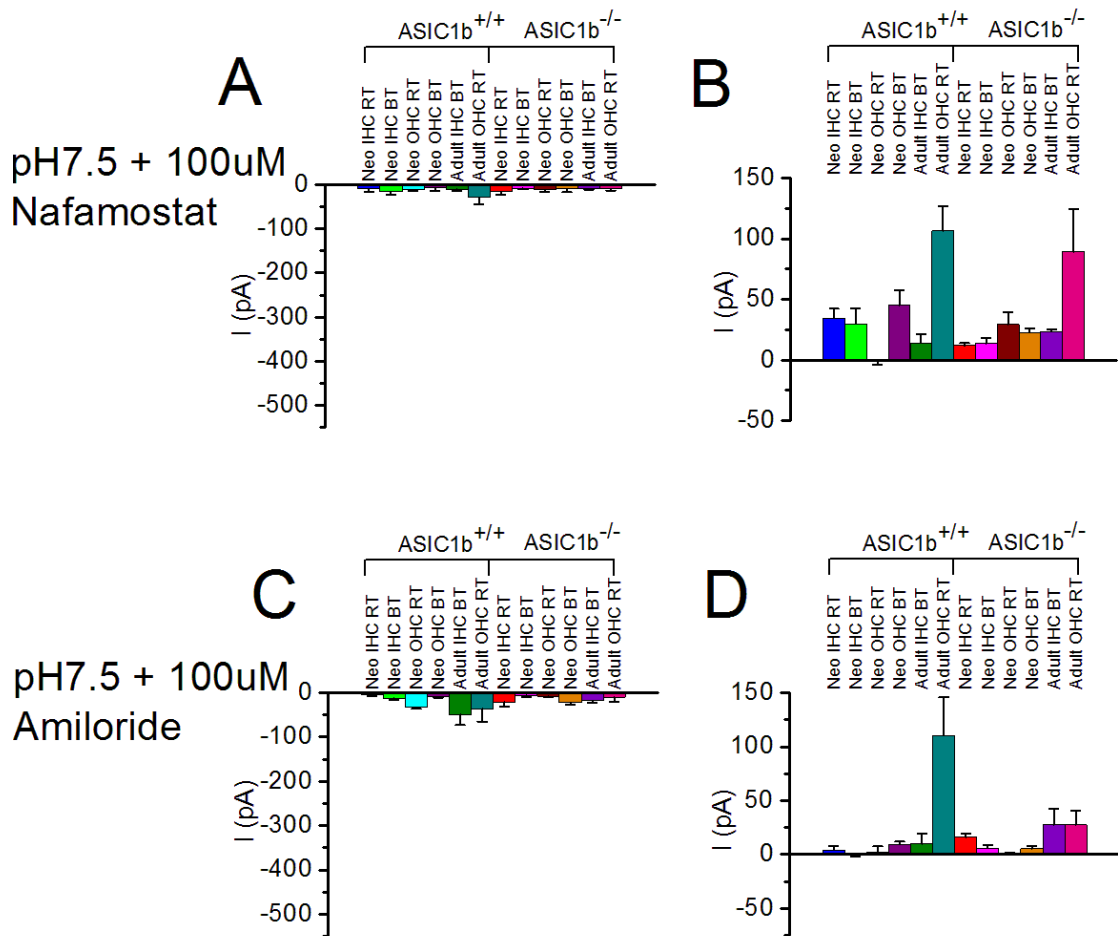 ASIC1b+/+ ASIC1b-/-
A
Neo IHC RT
Neo IHC BT
Neo OHC RT
Neo OHC BT
Adult IHC BT
Adult OHC RT
Neo IHC RT
Neo IHC BT
Neo OHC RT
Neo OHC BT
Adult IHC BT
Adult OHC RT
pH7.5 + 100uM
Nafamostat
0
-100
-200
-300
-400
-500
I (pA)
ASIC1b+/+ ASIC1b-/-
B
Neo IHC RT
Neo IHC BT
Neo OHC RT
Neo OHC BT
Adult IHC BT
Adult OHC RT
Neo IHC RT
Neo IHC BT
Neo OHC RT
Neo OHC BT
Adult IHC BT
Adult OHC RT
150
100
50
0
-50
I (pA)
ASIC1b+/+ ASIC1b-/-
C
Neo IHC RT
Neo IHC BT
Neo OHC RT
Neo OHC BT
Adult IHC BT
Adult OHC RT
Neo IHC RT
Neo IHC BT
Neo OHC RT
Neo OHC BT
Adult IHC BT
Adult OHC RT
pH7.5 + 100uM
Amiloride
0
-100
-200
-300
-400
-500
I (pA)
ASIC1b+/+ ASIC1b-/-
D
Neo IHC RT
Neo IHC BT
Neo OHC RT
Neo OHC BT
Adult IHC BT
Adult OHC RT
Neo IHC RT
Neo IHC BT
Neo OHC RT
Neo OHC BT
Adult IHC BT
Adult OHC RT
150
100
50
0
-50
I (pA)